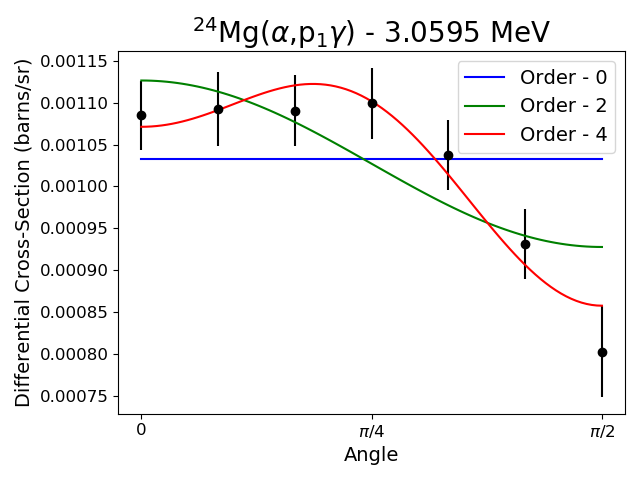 ²⁴Mg(α,p₁γ) - 3.0595 MeV
Differential Cross-Section (barns/sr)
0.00115
0.00110
0.00105
0.00100
0.00095
0.00090
0.00085
0.00080
0.00075
Order - 0
Order - 2
Order - 4
0
π/4
π/2
Angle